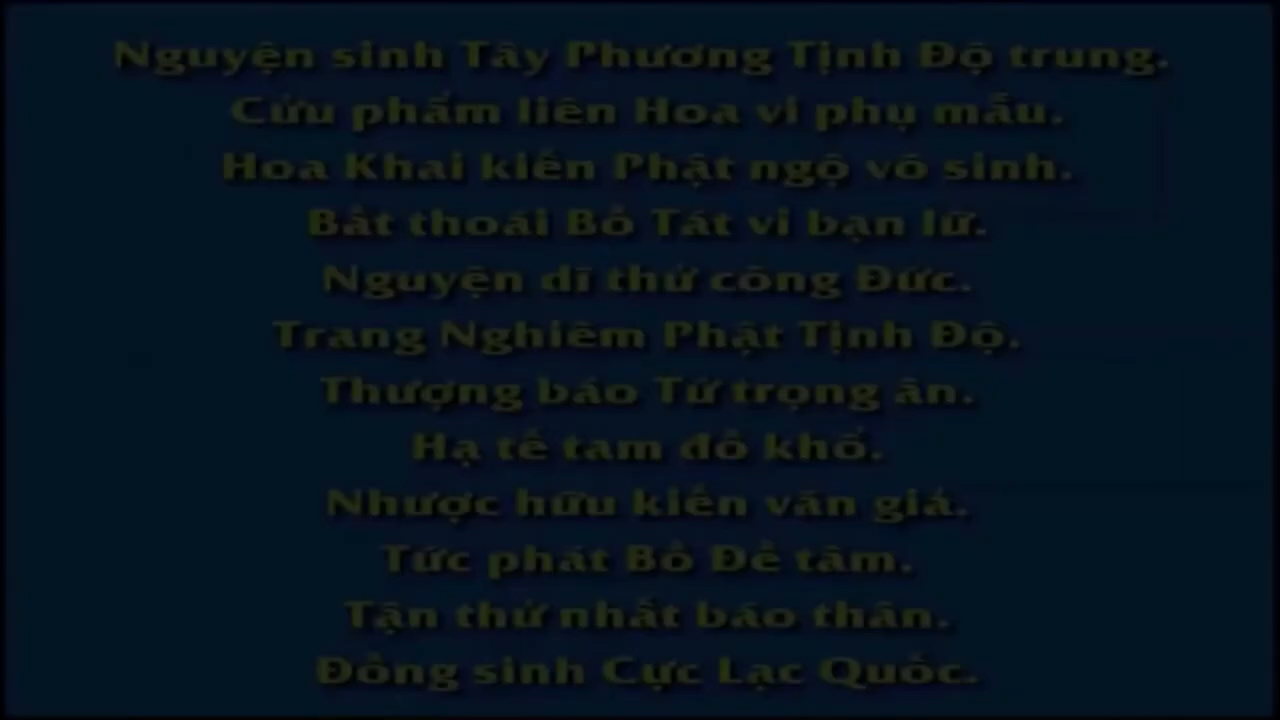 Nguyện sinh Tây Phương Tịnh Độ trung.
Cứu phẩm liên Hoa vi phụ mẫu.
Hoa Khai kiến Phật ngộ vô sinh.
Bất thoái Bồ Tát vi bạn lữ.
Nguyện dĩ thử công Đức.
Trang Nghiêm Phật Tịnh Độ.
Thượng báo Tứ trọng ân.
Hạ tế tam đồ khổ.
Nhược hữu kiến văn giả.
Tức phát Bồ Đề tâm.
Tận thử nhất báo thân.
Đồng sinh Cực Lạc Quốc.